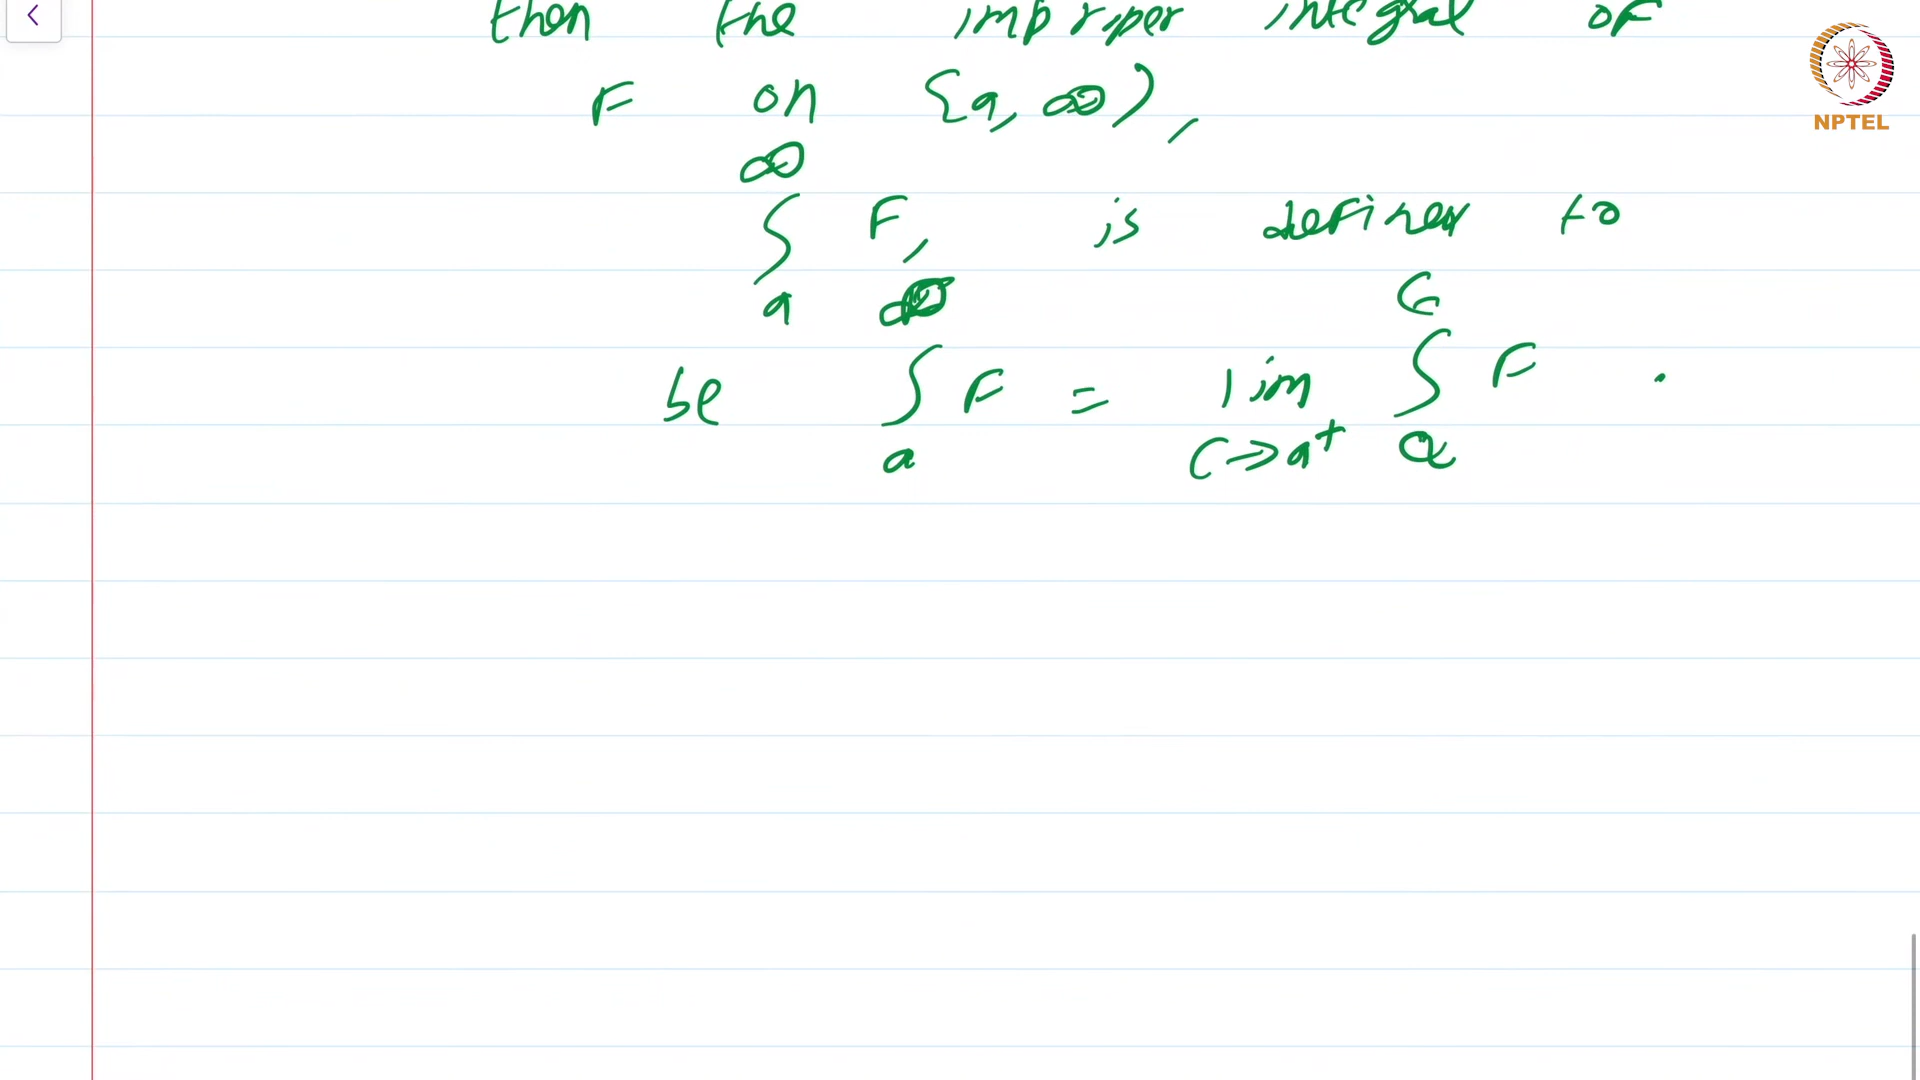 then the improper integral of
F on [a, ∞),
∞
∫ F, is defined to
a
∞ c
be ∫ F = lim ∫ F .
a c→a⁺ a
NPTEL